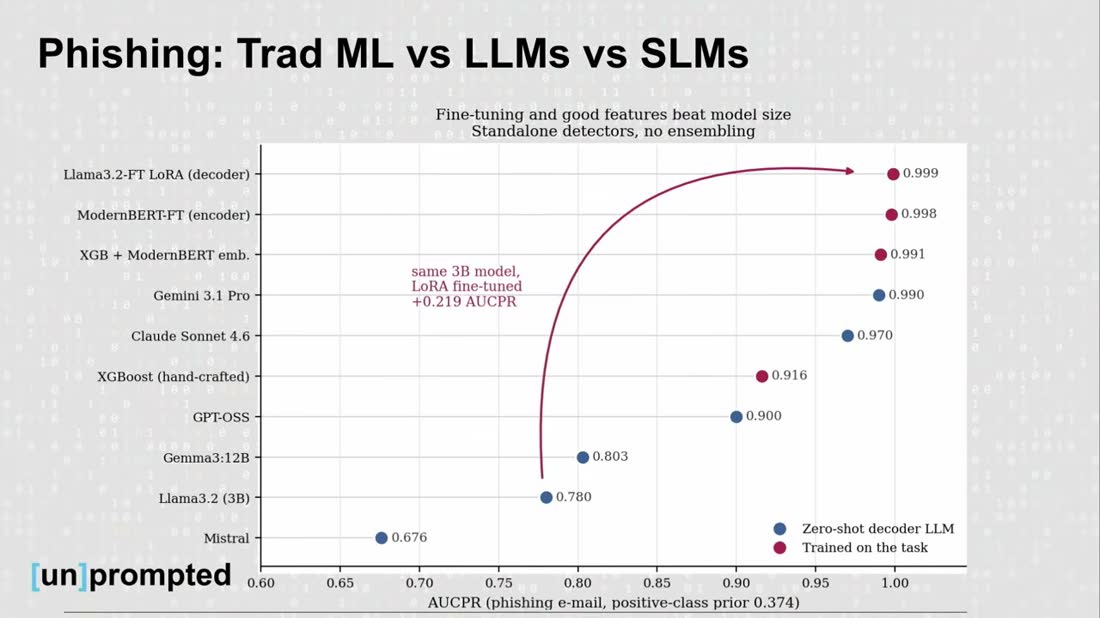 Phishing: Trad ML vs LLMs vs SLMs
Fine-tuning and good features beat model size
Standalone detectors, no ensembling
Llama3.2-FT LoRA (decoder)
0.999
ModernBERT-FT (encoder)
0.998
XGB + ModernBERT emb.
0.991
same 3B model,
LoRA fine-tuned
+0.219 AUCPR
Gemini 3.1 Pro
0.990
Claude Sonnet 4.6
0.970
XGBoost (hand-crafted)
0.916
GPT-OSS
0.900
Gemma3:12B
0.803
Llama3.2 (3B)
0.780
Mistral
0.676
Zero-shot decoder LLM
Trained on the task
[un]prompted
0.60 0.65 0.70 0.75 0.80 0.85 0.90 0.95 1.00
AUCPR (phishing e-mail, positive-class prior 0.374)